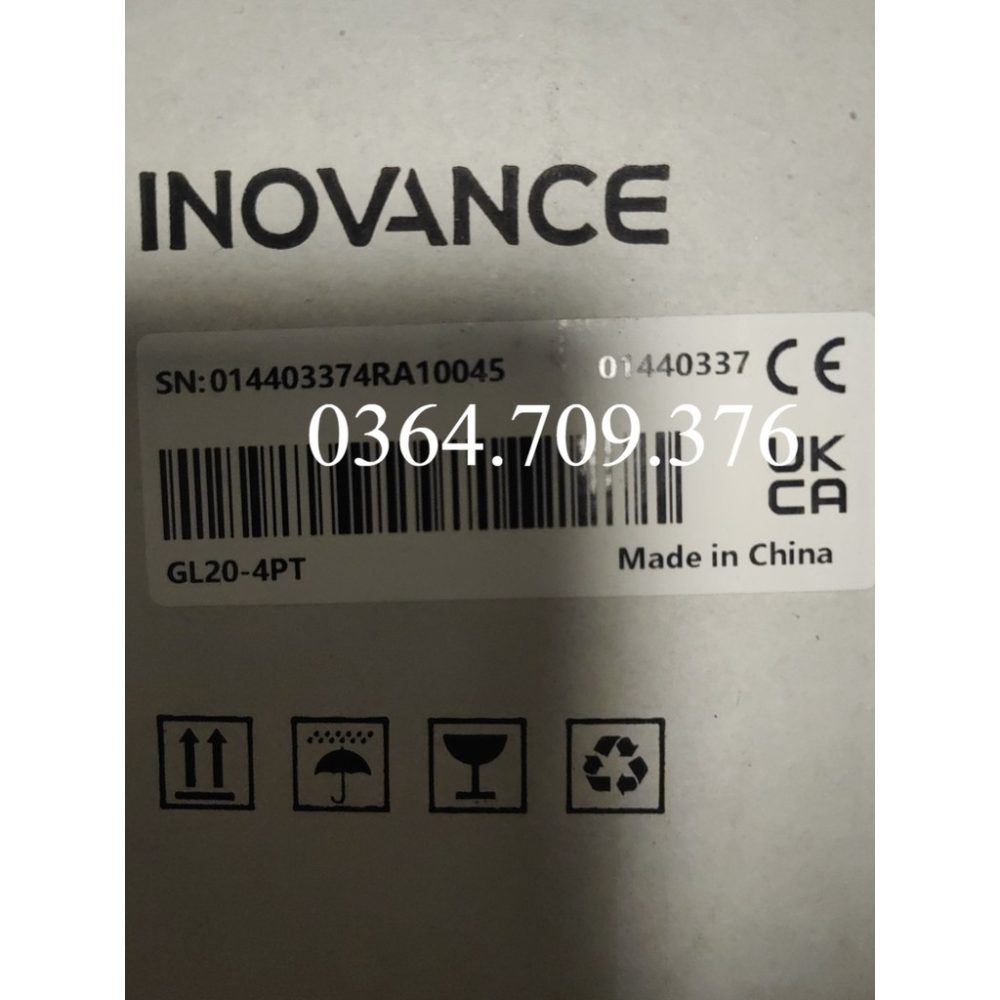 INOVANCE
SN:014403374RA10045 01440337 CE
0364.709.376
UK
CA
GL20-4PT Made in China